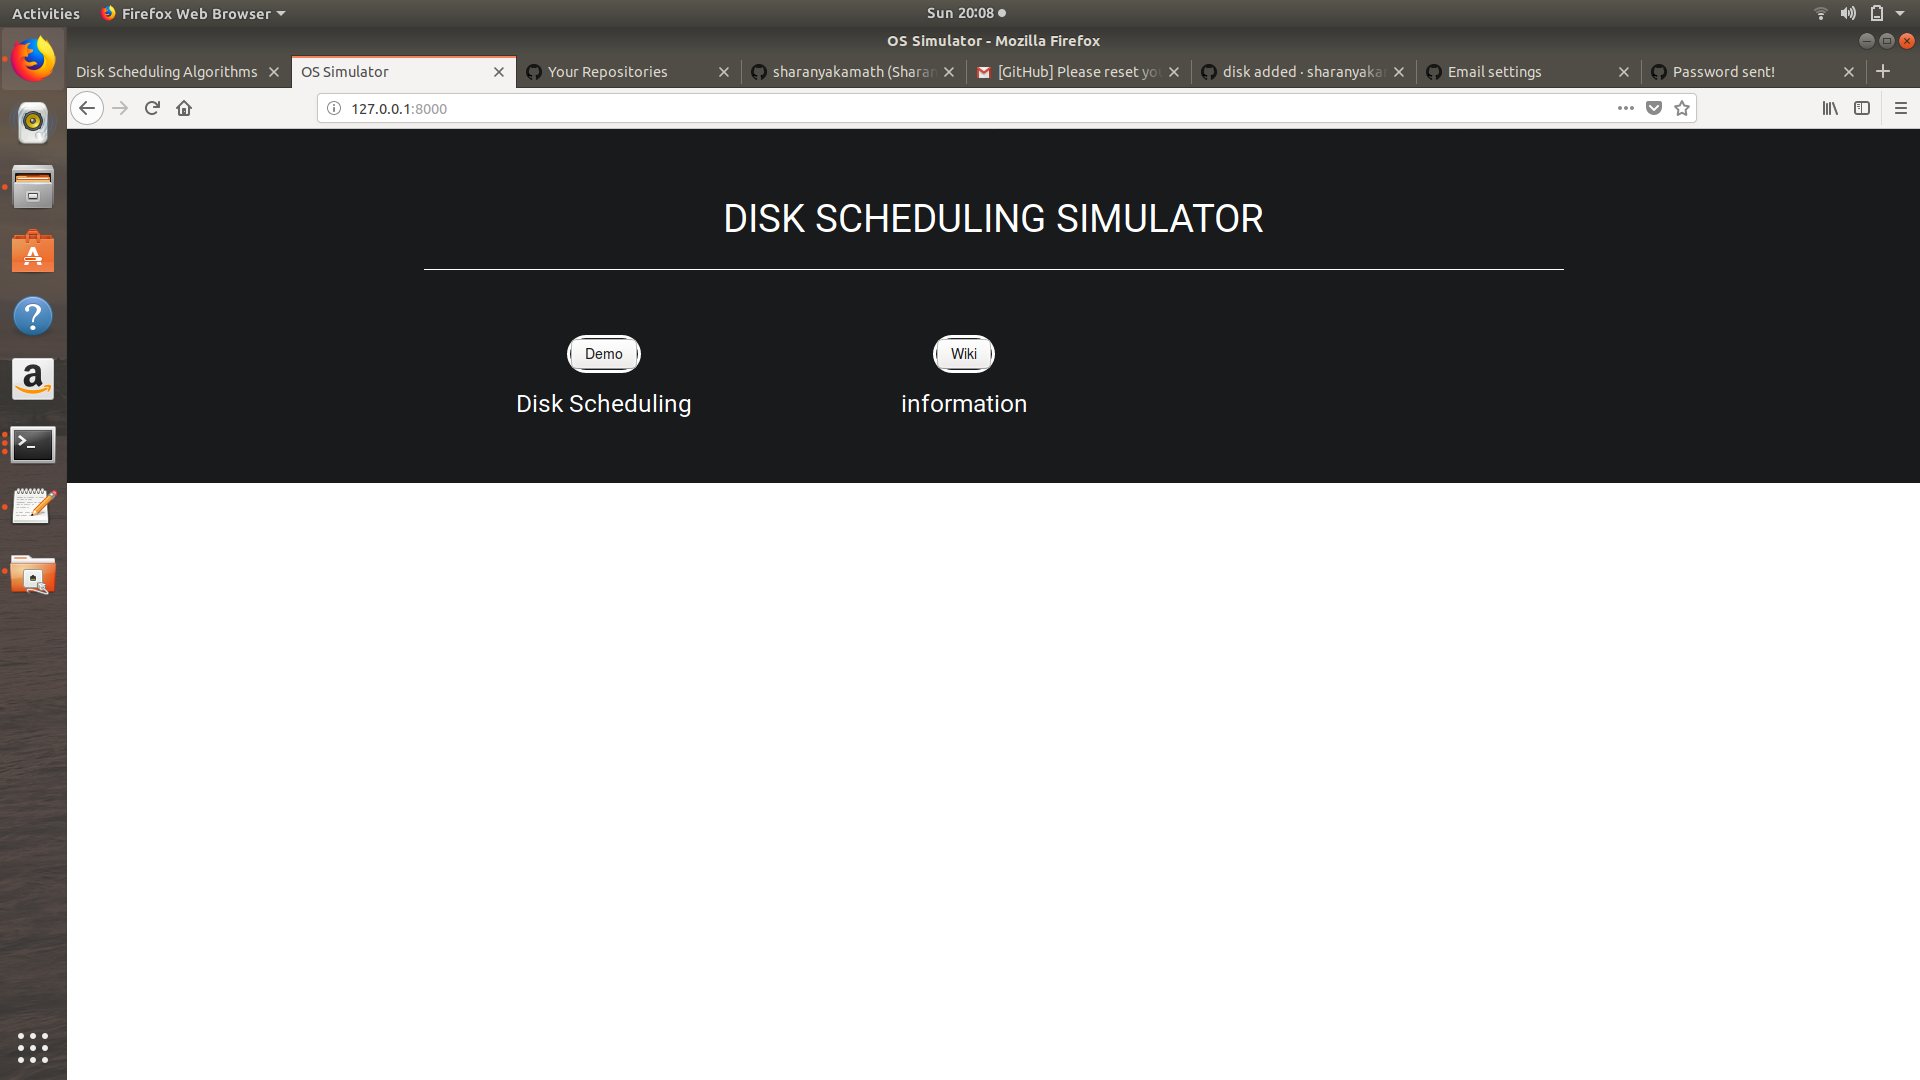 Activities Firefox Web Browser Sun 20:08
OS Simulator - Mozilla Firefox
Disk Scheduling Algorithms OS Simulator Your Repositories sharanyakamath (Sharan [GitHub] Please reset yo disk added · sharanyaka Email settings Password sent!
127.0.0.1:8000
DISK SCHEDULING SIMULATOR
Demo Wiki
Disk Scheduling information